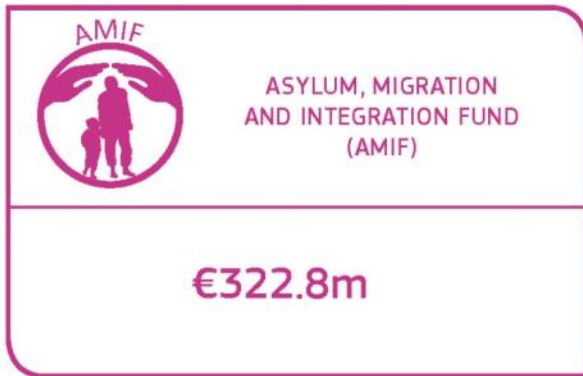 AMIF
ASYLUM, MIGRATION
AND INTEGRATION FUND
(AMIF)
€322.8m